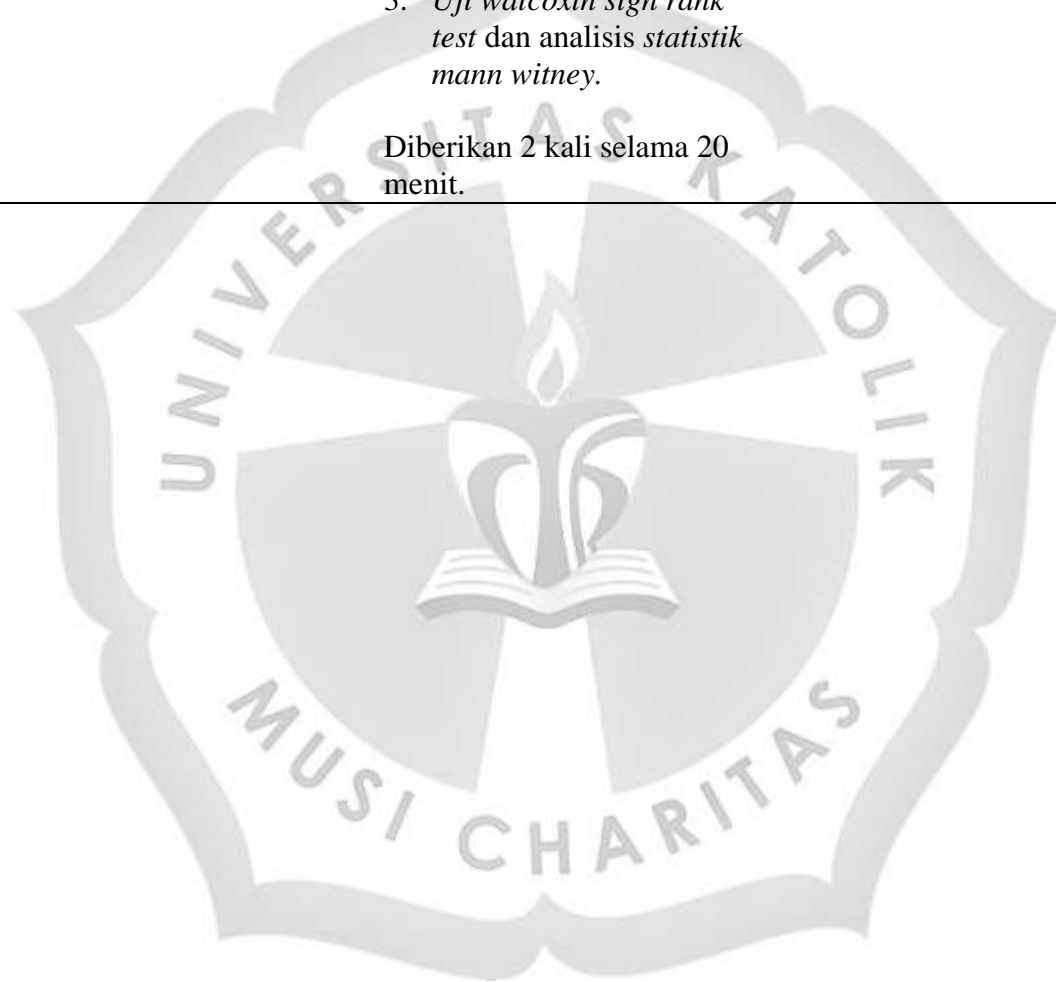 3. Uji walcoxin sign rank
test dan analisis statistik
mann witney.
Diberikan 2 kali selama 20
menit.
UNIVERSITAS KATOLIK
MUSI CHARITAS